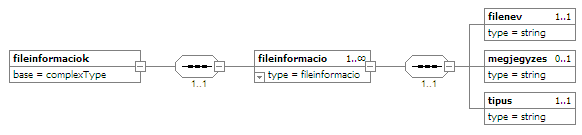 filenev 1..1
type = string
fileinformaciok
base = complexType
1..1
fileinformacio 1..∞
type = fileinformacio
1..1
megjegyzes 0..1
type = string
tipus 1..1
type = string